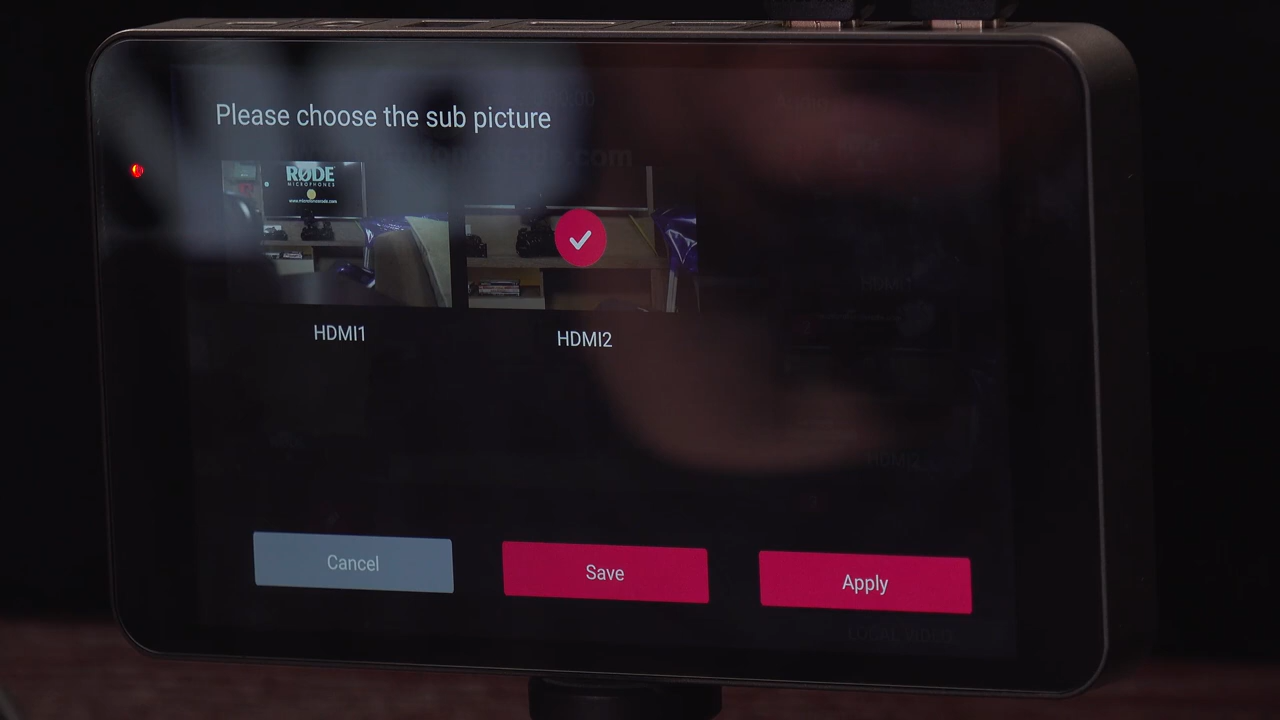 Please choose the sub picture
RØDE
MICROPHONES
HDMI1
HDMI2
Cancel
Save
Apply